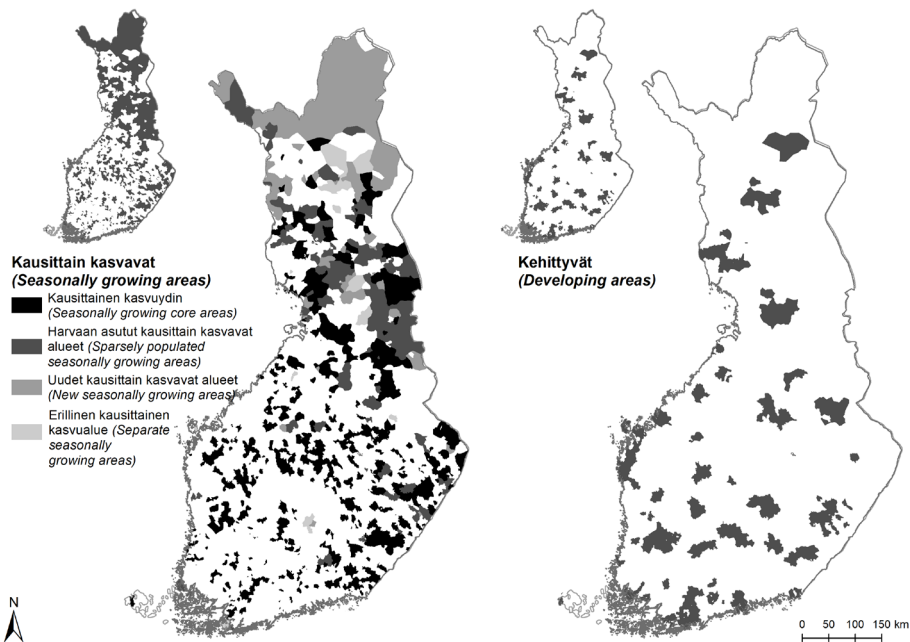 Kausittain kasvavat
(Seasonally growing areas)
Kausittainen kasvuydin
(Seasonally growing core areas)
Harvaan asutut kausittain kasvavat
alueet (Sparsely populated
seasonally growing areas)
Uudet kausittain kasvavat alueet
(New seasonally growing areas)
Erillinen kausittainen
kasvualue (Separate
seasonally
growing areas)
Kehittyvät
(Developing areas)
N
0 50 100 150 km